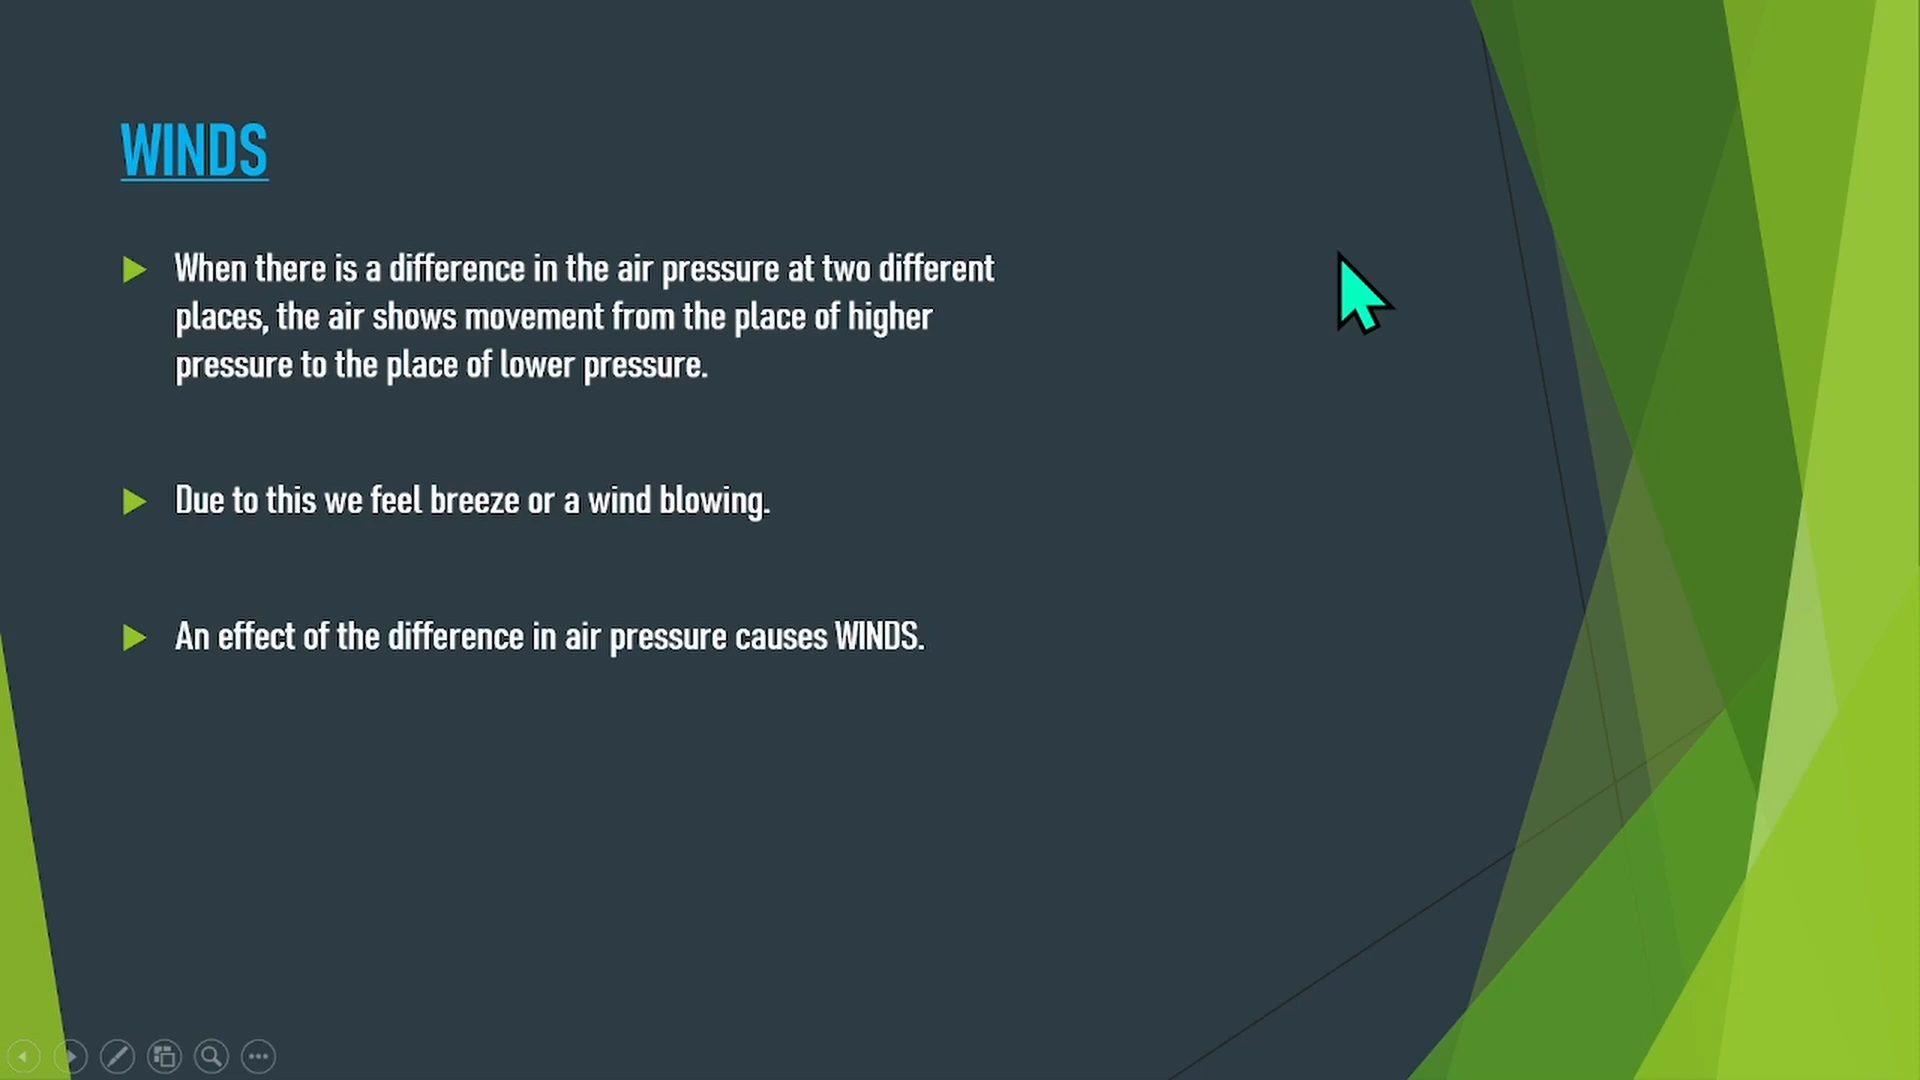 WINDS
When there is a difference in the air pressure at two different
places, the air shows movement from the place of higher
pressure to the place of lower pressure.
Due to this we feel breeze or a wind blowing.
An effect of the difference in air pressure causes WINDS.